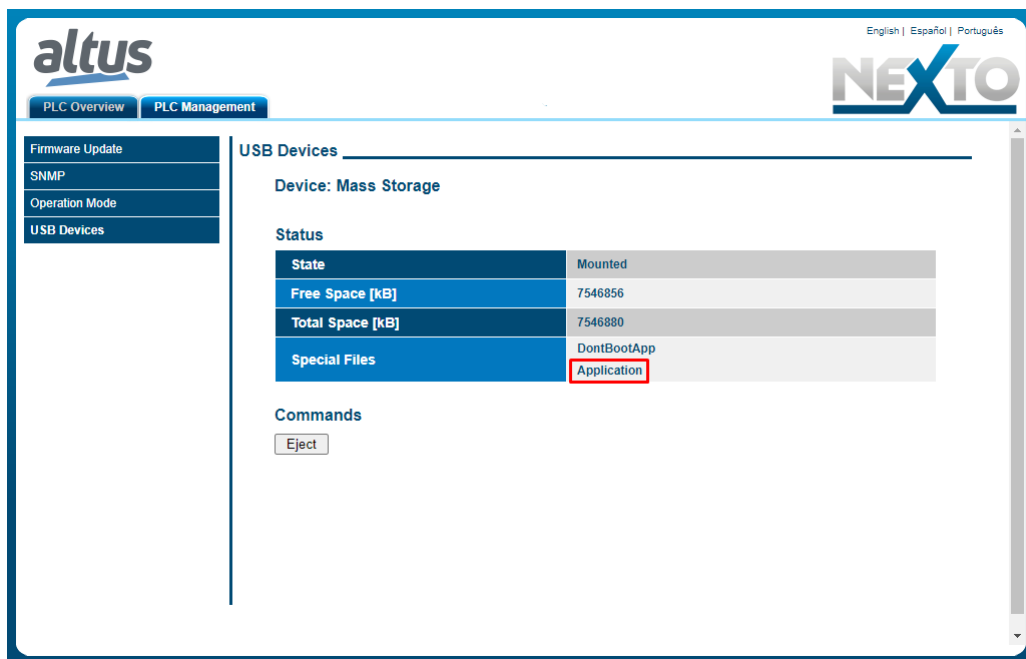 English | Español | Português
altus
NEXTO
PLC Overview PLC Management
Firmware Update
SNMP
Operation Mode
USB Devices
USB Devices
Device: Mass Storage
Status
State Mounted
Free Space [kB] 7546856
Total Space [kB] 7546880
Special Files DontBootApp
Application
Commands
Eject